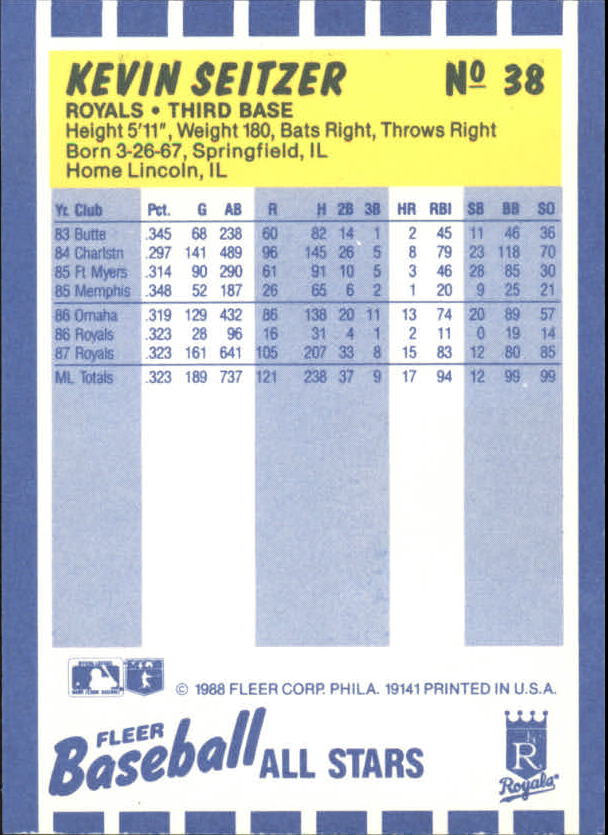 KEVIN SEITZER Nº 38
ROYALS • THIRD BASE
Height 5'11", Weight 180, Bats Right, Throws Right
Born 3-26-67, Springfield, IL
Home Lincoln, IL
Yr. Club Pct. G AB R H 2B 3B HR RBI SB BB SO
83 Butte .345 68 238 60 82 14 1 2 45 11 46 36
84 Charlstn .297 141 489 96 145 26 5 8 79 23 118 70
85 Ft Myers .314 90 290 61 91 10 5 3 46 28 85 30
85 Memphis .348 52 187 26 65 6 2 1 20 9 25 21
86 Omaha .319 129 432 86 138 20 11 13 74 20 89 57
86 Royals .323 28 96 16 31 4 1 2 11 0 19 14
87 Royals .323 161 641 105 207 33 8 15 83 12 80 85
ML Totals .323 189 737 121 238 37 9 17 94 12 99 99
© 1988 FLEER CORP. PHILA. 19141 PRINTED IN U.S.A.
FLEER
Baseball ALL STARS
R
Royals